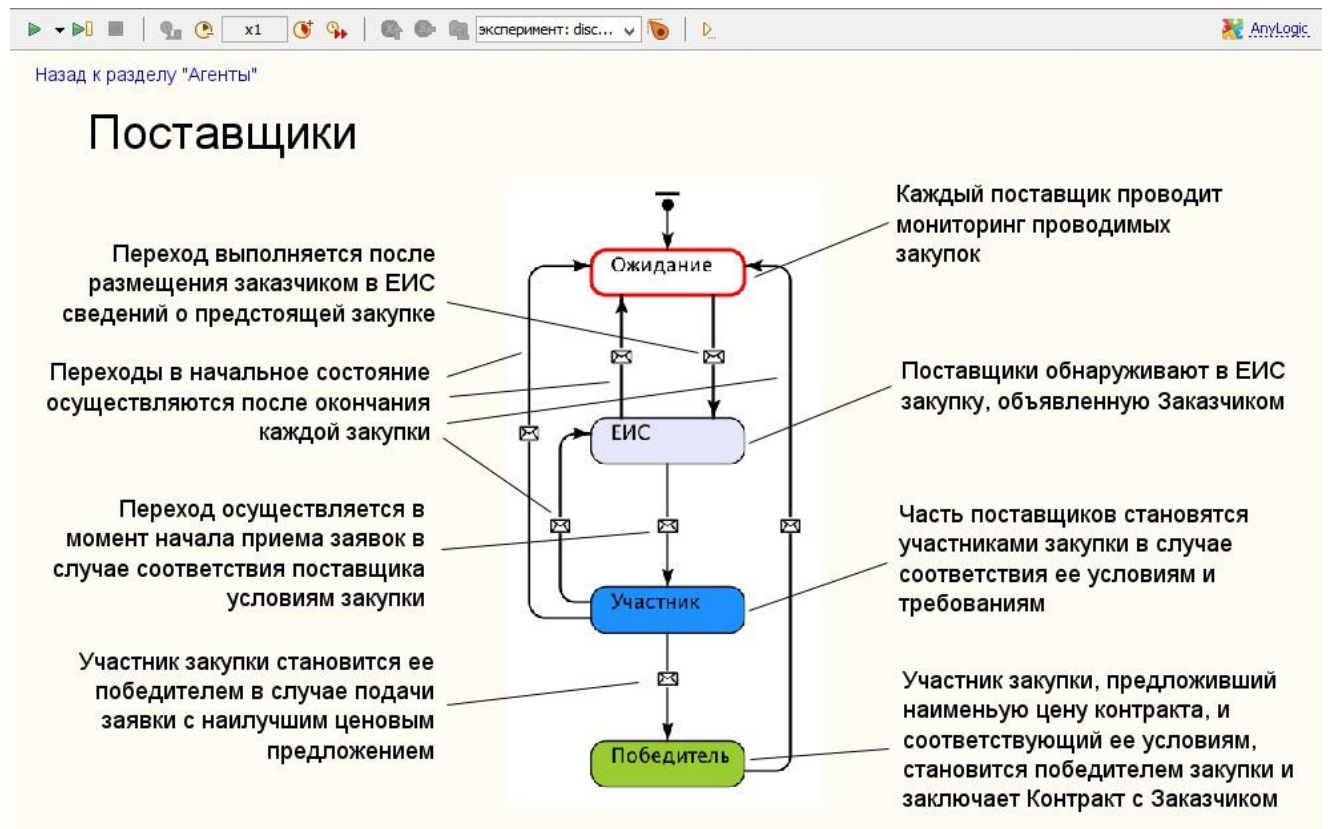 x1
эксперимент: disc...
AnyLogic
Назад к разделу "Агенты"
Поставщики
Переход выполняется после
размещения заказчиком в ЕИС
сведений о предстоящей закупке
Переходы в начальное состояние
осуществляются после окончания
каждой закупки
Переход осуществляется в
момент начала приема заявок в
случае соответствия поставщика
условиям закупки
Участник закупки становится ее
победителем в случае подачи
заявки с наилучшим ценовым
предложением
Ожидание
ЕИС
Участник
Победитель
Каждый поставщик проводит
мониторинг проводимых
закупок
Поставщики обнаруживают в ЕИС
закупку, объявленную Заказчиком
Часть поставщиков становятся
участниками закупки в случае
соответствия ее условиям и
требованиям
Участник закупки, предложивший
наименьую цену контракта, и
соответствующий ее условиям,
становится победителем закупки и
заключает Контракт с Заказчиком